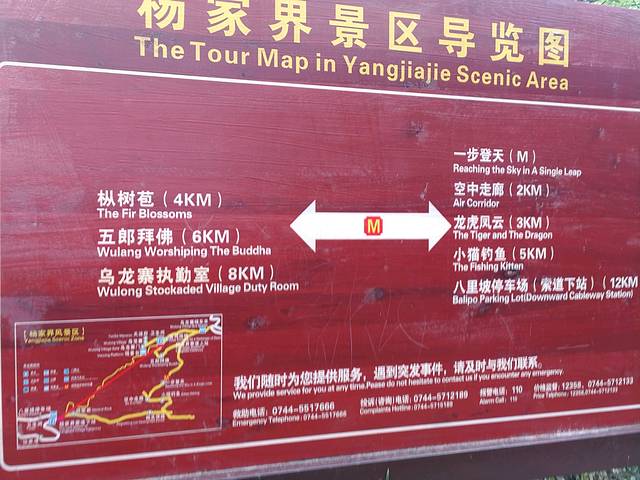 杨家界景区导览图
The Tour Map in Yangjiajie Scenic Area
枞树苞（4KM）
The Fir Blossoms
五郎拜佛（6KM）
Wulang Worshiping The Buddha
乌龙寨执勤室（8KM）
Wulong Stockaded Village Duty Room
M
一步登天（M）
Reaching the Sky in A Single Leap
空中走廊（2KM）
Air Corridor
龙虎凤云（3KM）
The Tiger and The Dragon
小猫钓鱼（5KM）
The Fishing Kitten
八里坡停车场（索道下站）（12KM
Balipo Parking Lot(Downward Cableway Station)
【杨家界风景区】
Yangjiajie Scenic Zone
我们随时为您提供服务，遇到突发事件，请及时与我们联系。
We provide service for you at any time.Please do not hesitate to contact us if you encounter any emergency.
救助电话：0744-5517666
Emergency Telephone：0744-5517666
投诉(咨询)电话：0744-5712189
Complaints Hotline：0744-5712189
报警电话：110
Alarm Call：110
价格监督：12358、0744-5712133
Price Telephone：12358,0744-5712133